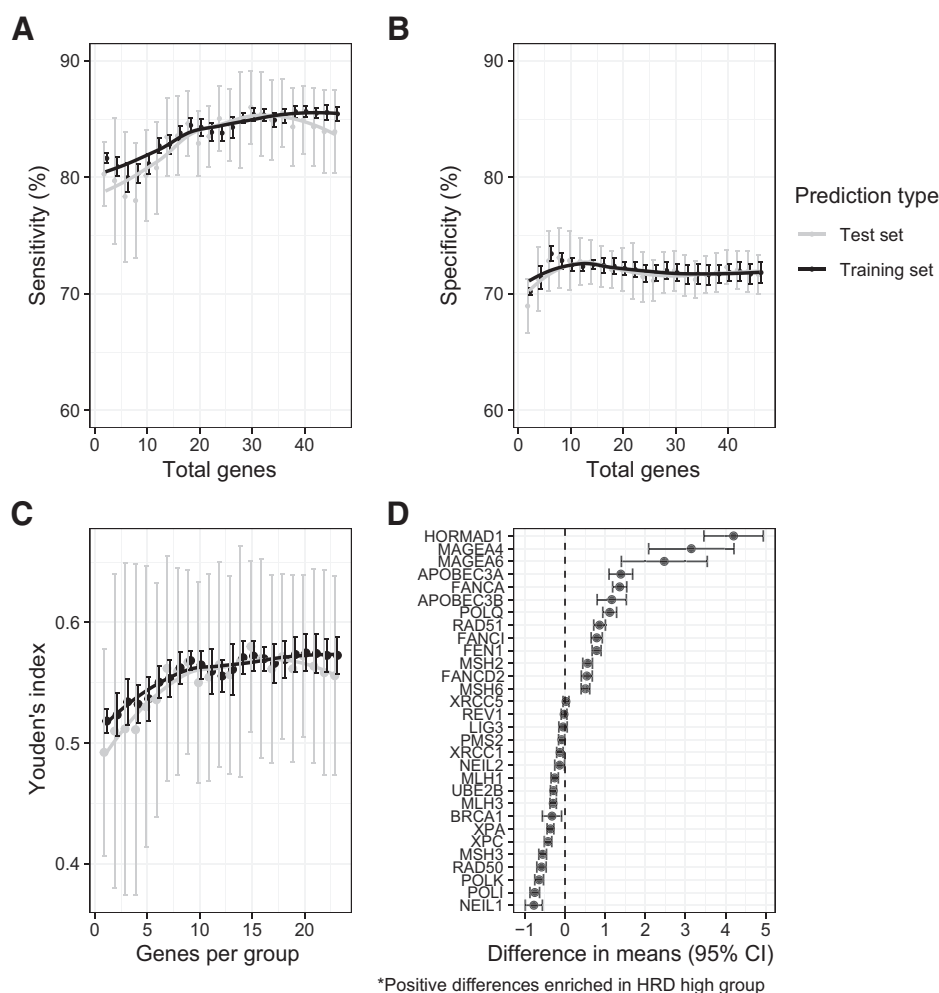 A
B
90
80
70
60
Sensitivity (%)
0 10 20 30 40
Total genes
90
80
70
60
Specificity (%)
0 10 20 30 40
Total genes
Prediction type
Test set
Training set
C
D
0.6
0.5
0.4
Youden's index
0 5 10 15 20
Genes per group
HORMAD1
MAGEA4
MAGEA6
APOBEC3A
FANCA
APOBEC3B
POLQ
RAD51
FANCI
FEN1
MSH2
FANCD2
MSH6
XRCC5
REV1
LIG3
PMS2
XRCC1
NEIL2
MLH1
UBE2B
MLH3
BRCA1
XPA
XPC
MSH3
RAD50
POLK
POLI
NEIL1
−1 0 1 2 3 4 5
Difference in means (95% CI)
*Positive differences enriched in HRD high group